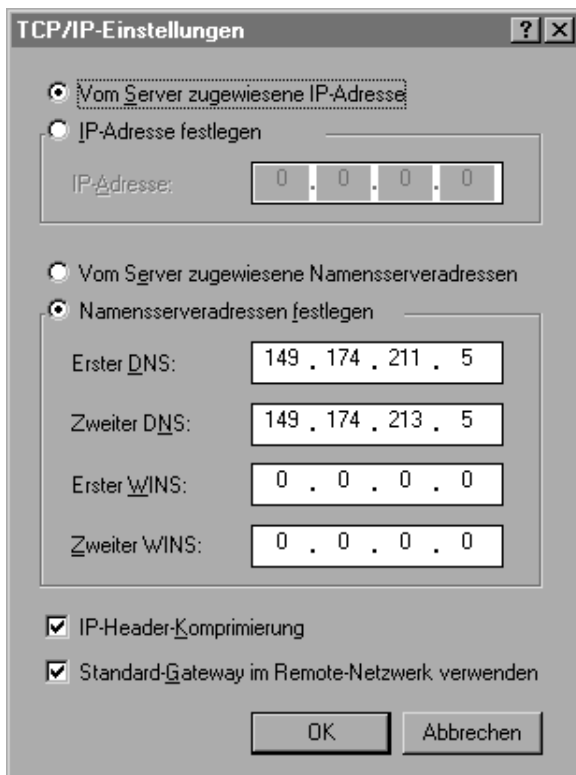 TCP/IP-Einstellungen
Vom Server zugewiesene IP-Adresse
IP-Adresse festlegen
IP-Adresse: 0 . 0 . 0 . 0
Vom Server zugewiesene Namensserveradressen
Namensserveradressen festlegen
Erster DNS: 149 . 174 . 211 . 5
Zweiter DNS: 149 . 174 . 213 . 5
Erster WINS: 0 . 0 . 0 . 0
Zweiter WINS: 0 . 0 . 0 . 0
IP-Header-Komprimierung
Standard-Gateway im Remote-Netzwerk verwenden
OK Abbrechen